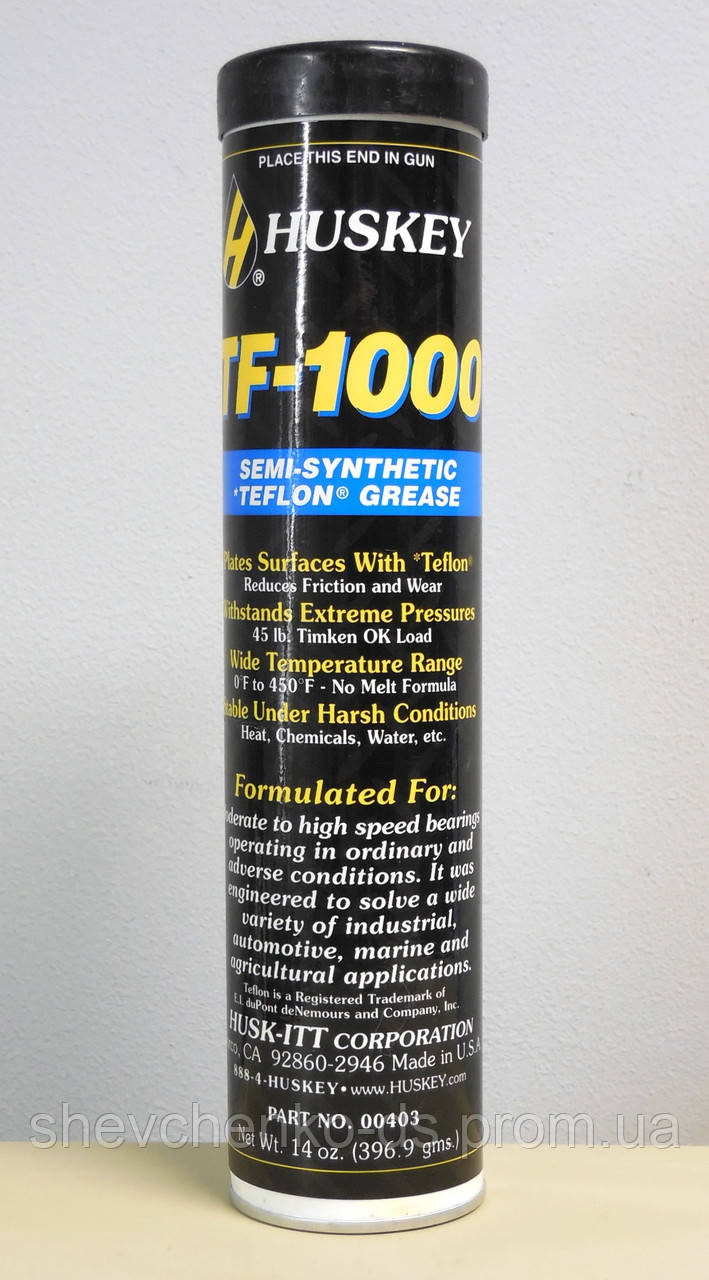 PLACE THIS END IN GUN
H
®
HUSKEY
TF-1000
SEMI-SYNTHETIC
*TEFLON® GREASE
Plates Surfaces With *Teflon®
Reduces Friction and Wear
Withstands Extreme Pressures
45 lb. Timken OK Load
Wide Temperature Range
0°F to 450°F - No Melt Formula
Stable Under Harsh Conditions
Heat, Chemicals, Water, etc.
Formulated For:
Moderate to high speed bearings
operating in ordinary and
adverse conditions. It was
engineered to solve a wide
variety of industrial,
automotive, marine and
agricultural applications.
Teflon is a Registered Trademark of
E.I. duPont deNemours and Company, Inc.
HUSK-ITT CORPORATION
CA 92860-2946 Made in U.S.A.
888-4-HUSKEY • www.HUSKEY.com
PART NO. 00403
Net Wt. 14 oz. (396.9 gms.)
shevchenko-ds.prom.ua